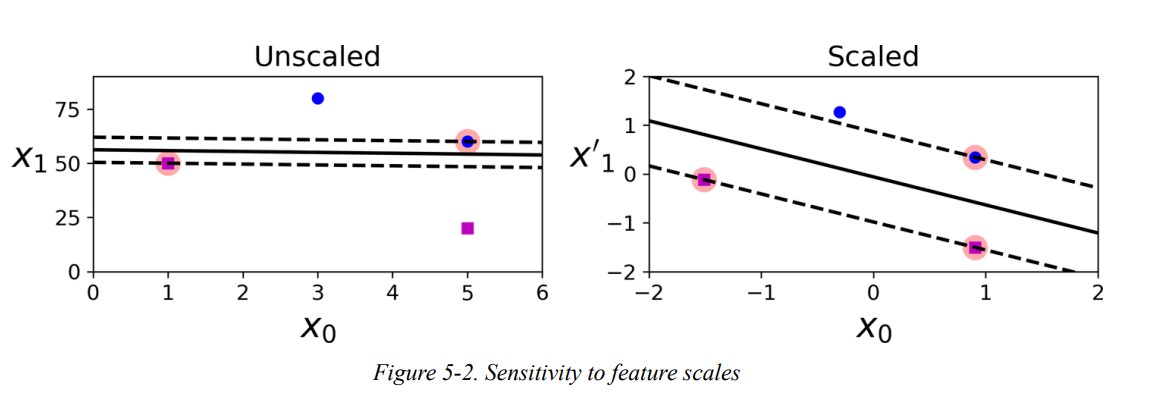 Unscaled
75
50
25
0
x₁
0 1 2 3 4 5 6
x₀
Scaled
2
1
0
−1
−2
x′₁
−2 −1 0 1 2
x₀
Figure 5-2. Sensitivity to feature scales